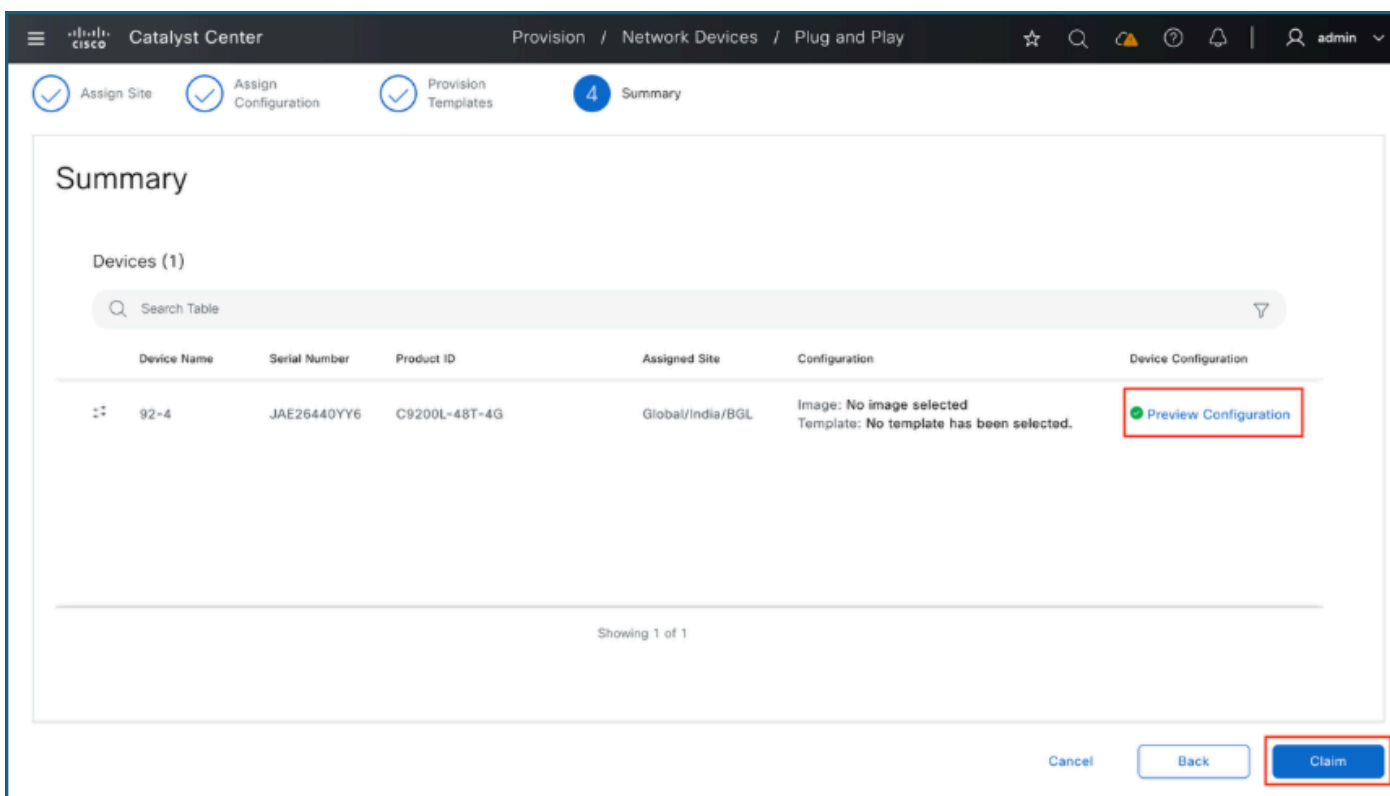 CISCO Catalyst Center Provision / Network Devices / Plug and Play admin
Assign Site
Assign
Configuration
Provision
Templates
4 Summary
Summary
Devices (1)
Search Table
Device Name Serial Number Product ID Assigned Site Configuration Device Configuration
92-4 JAE26440YY6 C9200L-48T-4G Global/India/BGL
Image: No image selected
Template: No template has been selected.
Preview Configuration
Showing 1 of 1
Cancel Back Claim